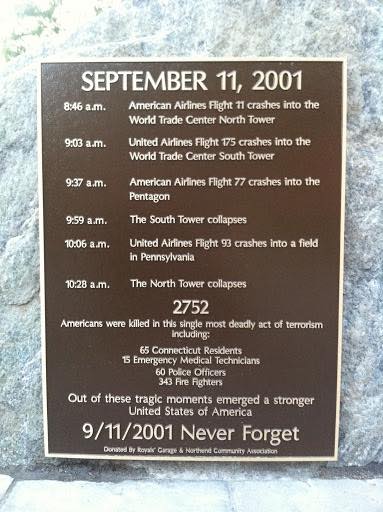 SEPTEMBER 11, 2001
8:46 a.m. American Airlines Flight 11 crashes into the
World Trade Center North Tower
9:03 a.m. United Airlines Flight 175 crashes into the
World Trade Center South Tower
9:37 a.m. American Airlines Flight 77 crashes into the
Pentagon
9:59 a.m. The South Tower collapses
10:06 a.m. United Airlines Flight 93 crashes into a field
in Pennsylvania
10:28 a.m. The North Tower collapses
2752
Americans were killed in this single most deadly act of terrorism
including:
65 Connecticut Residents
15 Emergency Medical Technicians
60 Police Officers
343 Fire Fighters
Out of these tragic moments emerged a stronger
United States of America
9/11/2001 Never Forget
Donated By Royals' Garage & Northend Community Association